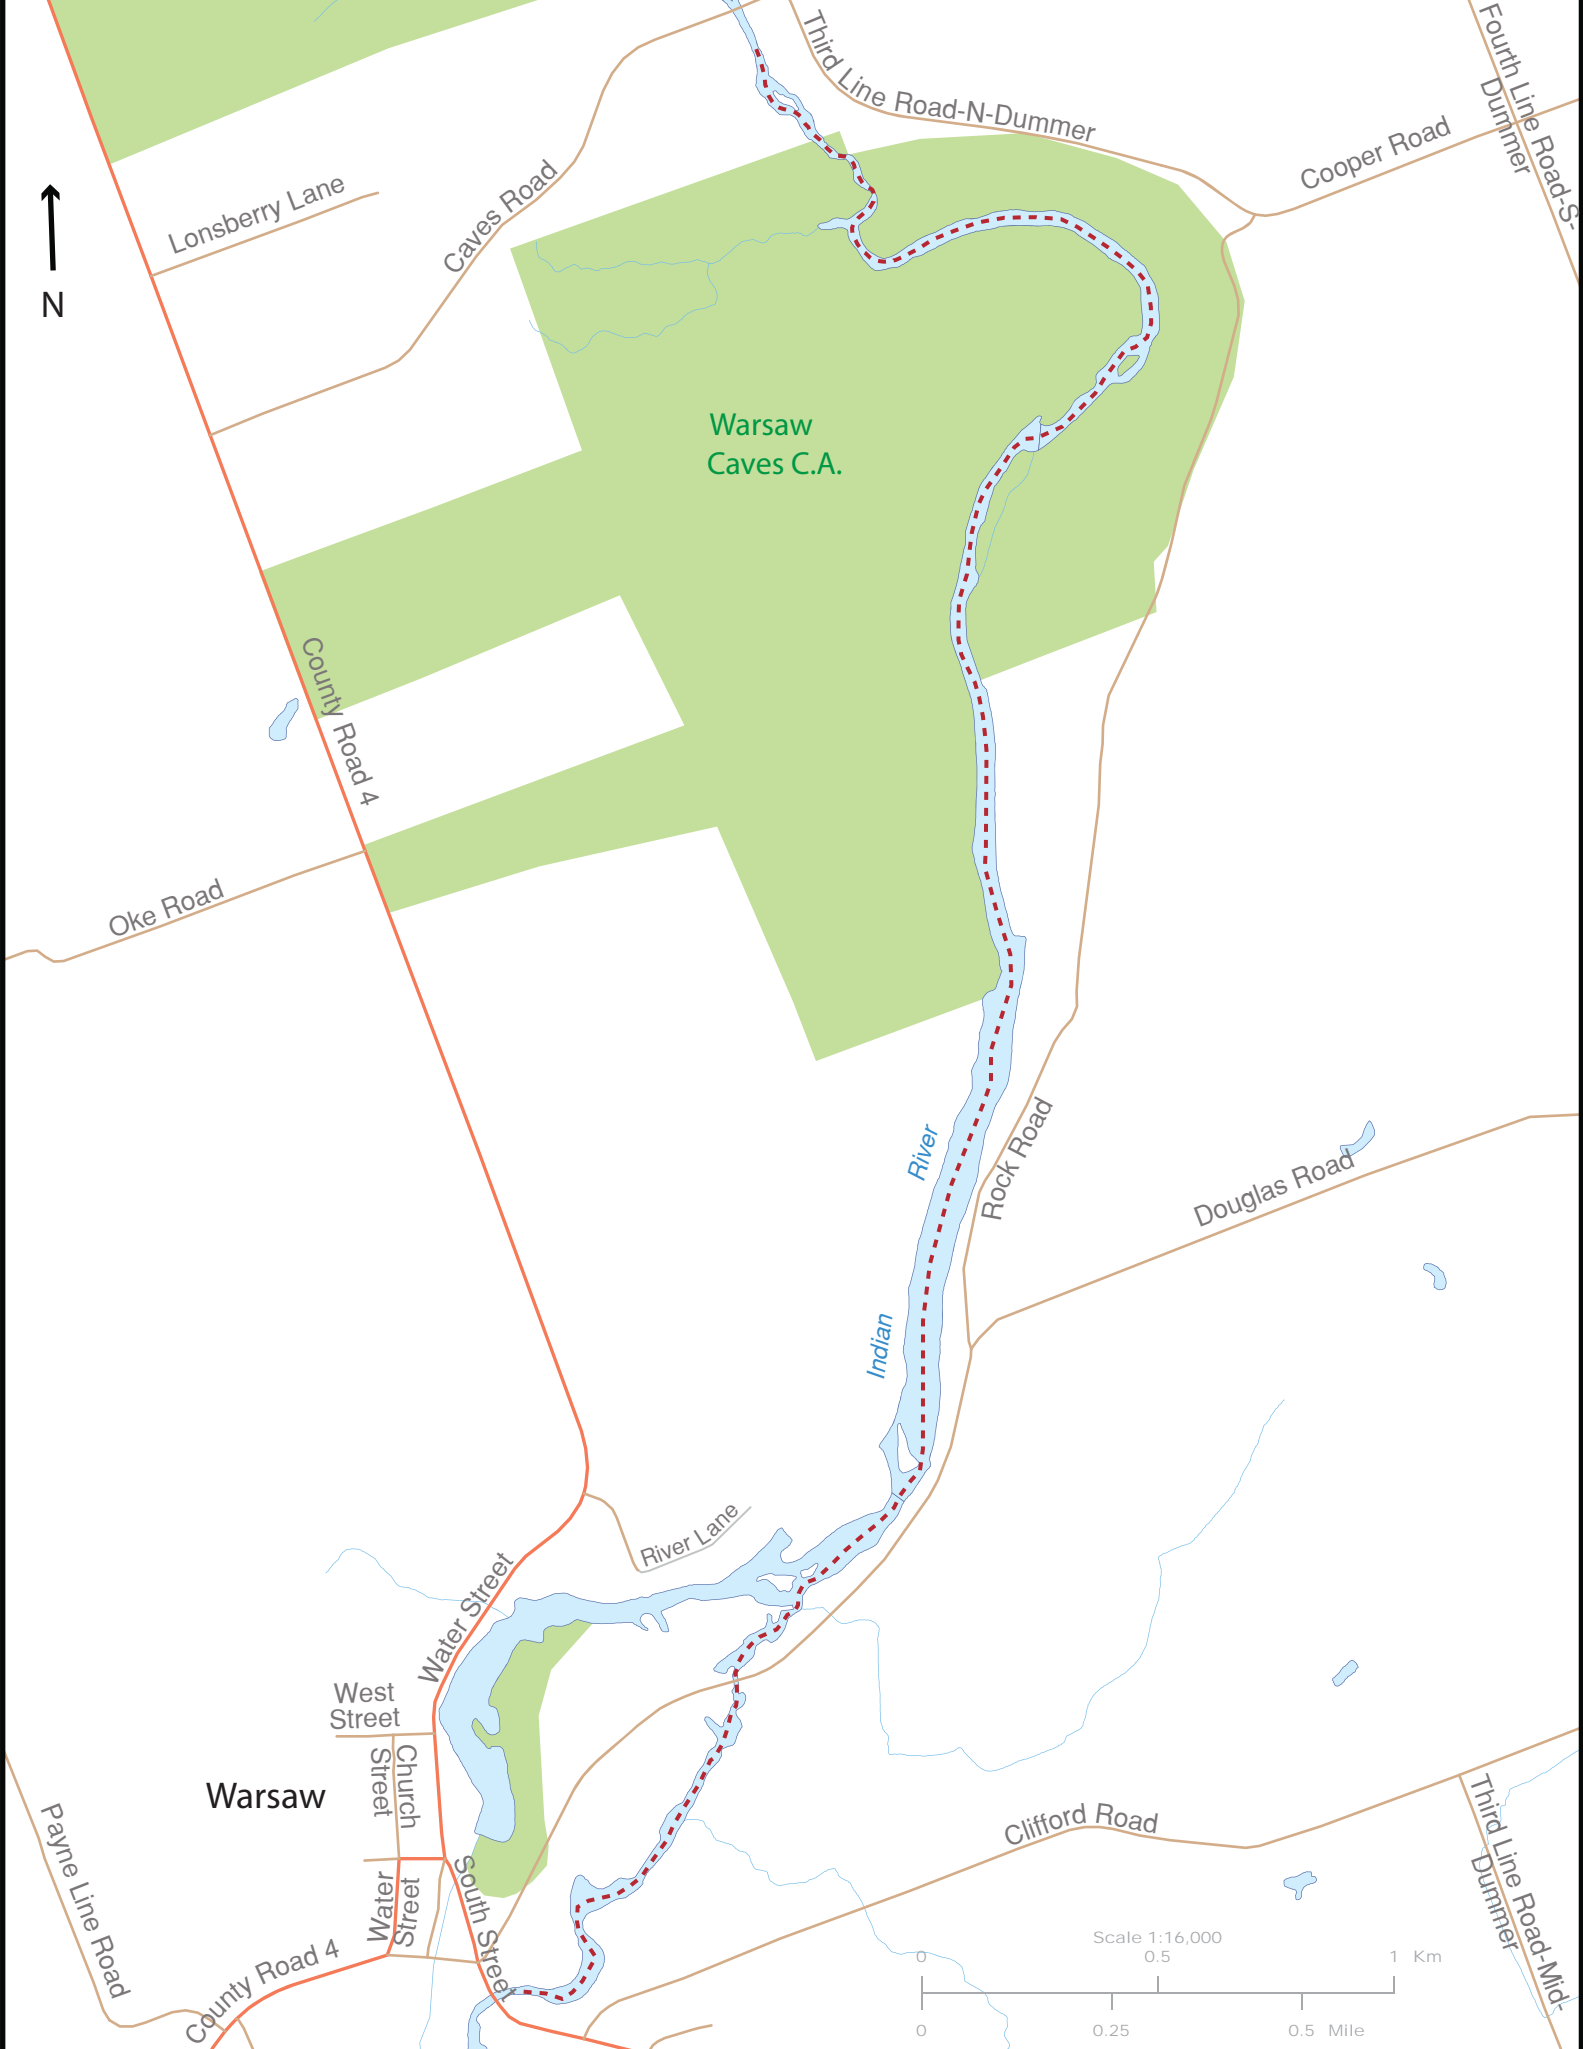 Third Line Road-N-Dummer
Fourth Line Road-S-
Dummer
Cooper Road
Lonsberry Lane
Caves Road
N
Warsaw
Caves C.A.
County Road 4
Oke Road
River
Rock Road
Douglas Road
Indian
River Lane
Water Street
West
Street
Church
Street
Warsaw
Payne Line Road
Clifford Road
Third Line Road-Mid-
Dummer
Water
Street
South Street
County Road 4
Scale 1:16,000
0 0.5 1 Km
0 0.25 0.5 Mile